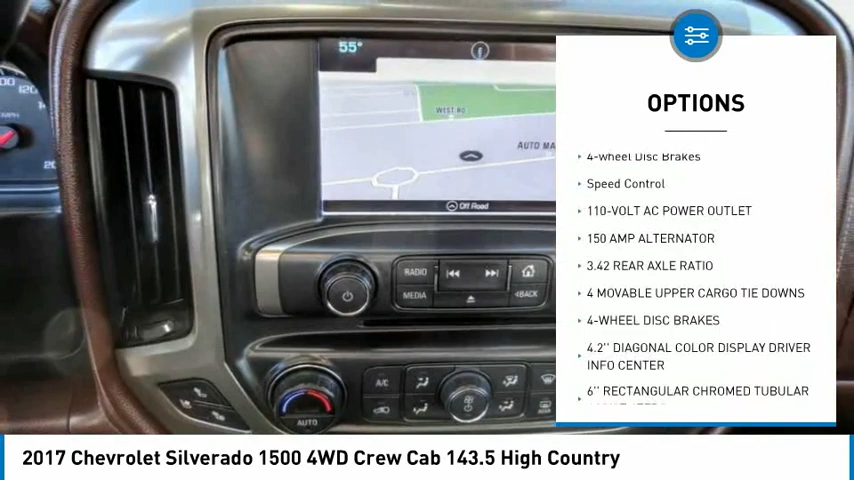 55°
WEST RD
AUTO MA
Off Road
120
MPH
RADIO
MEDIA
BACK
A/C
AUTO
OPTIONS
4-wheel Disc Brakes
Speed Control
110-VOLT AC POWER OUTLET
150 AMP ALTERNATOR
3.42 REAR AXLE RATIO
4 MOVABLE UPPER CARGO TIE DOWNS
4-WHEEL DISC BRAKES
4.2'' DIAGONAL COLOR DISPLAY DRIVER
INFO CENTER
6'' RECTANGULAR CHROMED TUBULAR
2017 Chevrolet Silverado 1500 4WD Crew Cab 143.5 High Country